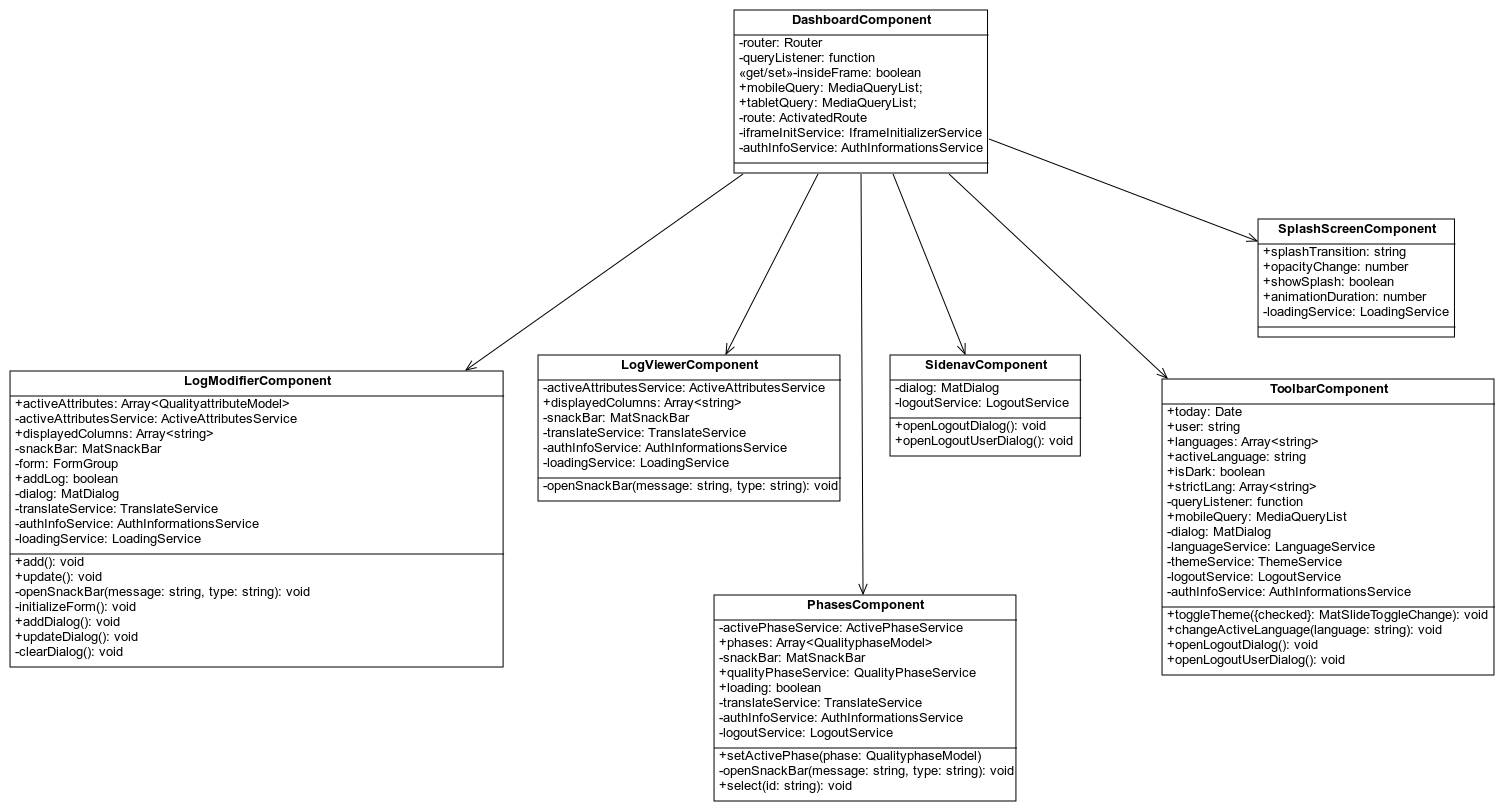 DashboardComponent
-router: Router
-queryListener: function
«get/set»-insideFrame: boolean
+mobileQuery: MediaQueryList;
+tabletQuery: MediaQueryList;
-route: ActivatedRoute
-iframeInitService: IframeInitializerService
-authInfoService: AuthInformationsService
SplashScreenComponent
+splashTransition: string
+opacityChange: number
+showSplash: boolean
+animationDuration: number
-loadingService: LoadingService
LogModifierComponent
+activeAttributes: Array<QualityattributeModel>
-activeAttributesService: ActiveAttributesService
+displayedColumns: Array<string>
-snackBar: MatSnackBar
-form: FormGroup
+addLog: boolean
-dialog: MatDialog
-translateService: TranslateService
-authInfoService: AuthInformationsService
-loadingService: LoadingService
+add(): void
+update(): void
-openSnackBar(message: string, type: string): void
-initializeForm(): void
+addDialog(): void
+updateDialog(): void
-clearDialog(): void
LogViewerComponent
-activeAttributesService: ActiveAttributesService
+displayedColumns: Array<string>
-snackBar: MatSnackBar
-translateService: TranslateService
-authInfoService: AuthInformationsService
-loadingService: LoadingService
-openSnackBar(message: string, type: string): void
SidenavComponent
-dialog: MatDialog
-logoutService: LogoutService
+openLogoutDialog(): void
+openLogoutUserDialog(): void
ToolbarComponent
+today: Date
+user: string
+languages: Array<string>
+activeLanguage: string
+isDark: boolean
+strictLang: Array<string>
-queryListener: function
+mobileQuery: MediaQueryList
-dialog: MatDialog
-languageService: LanguageService
-themeService: ThemeService
-logoutService: LogoutService
-authInfoService: AuthInformationsService
+toggleTheme({checked}: MatSlideToggleChange): void
+changeActiveLanguage(language: string): void
+openLogoutDialog(): void
+openLogoutUserDialog(): void
PhasesComponent
-activePhaseService: ActivePhaseService
+phases: Array<QualityphaseModel>
-snackBar: MatSnackBar
+qualityPhaseService: QualityPhaseService
+loading: boolean
-translateService: TranslateService
-authInfoService: AuthInformationsService
-logoutService: LogoutService
+setActivePhase(phase: QualityphaseModel)
-openSnackBar(message: string, type: string): void
+select(id: string): void